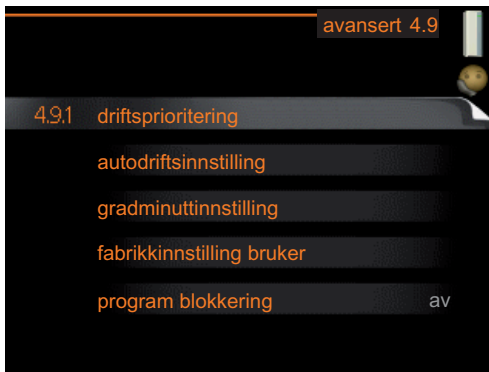 avansert 4.9
4.9.1 driftsprioritering
autodriftsinnstilling
gradminuttinnstilling
fabrikkinnstilling bruker
program blokkering av